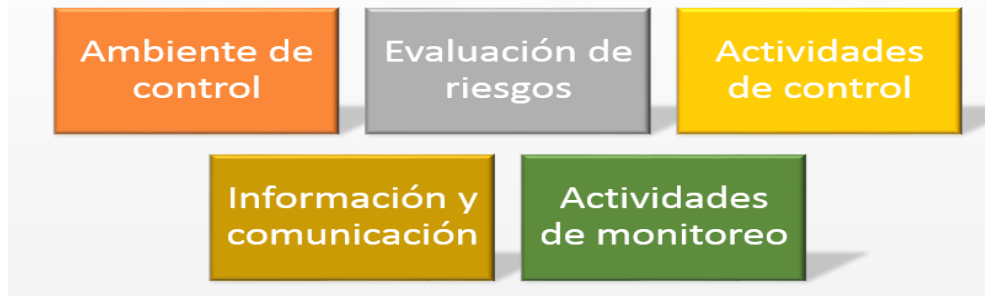 Ambiente de
control
Evaluación de
riesgos
Actividades
de control
Información y
comunicación
Actividades
de monitoreo